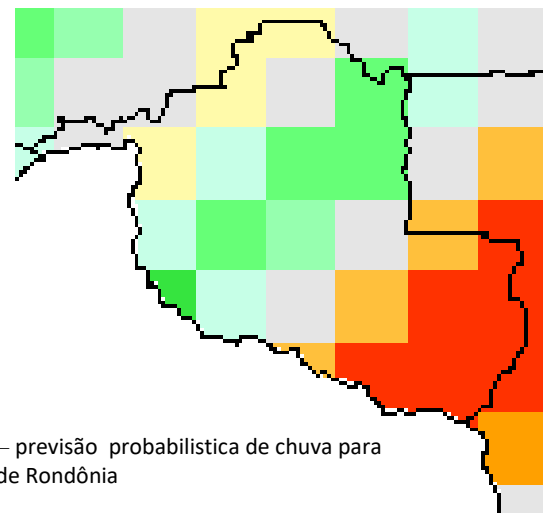 – previsão probabilistica de chuva para
de Rondônia